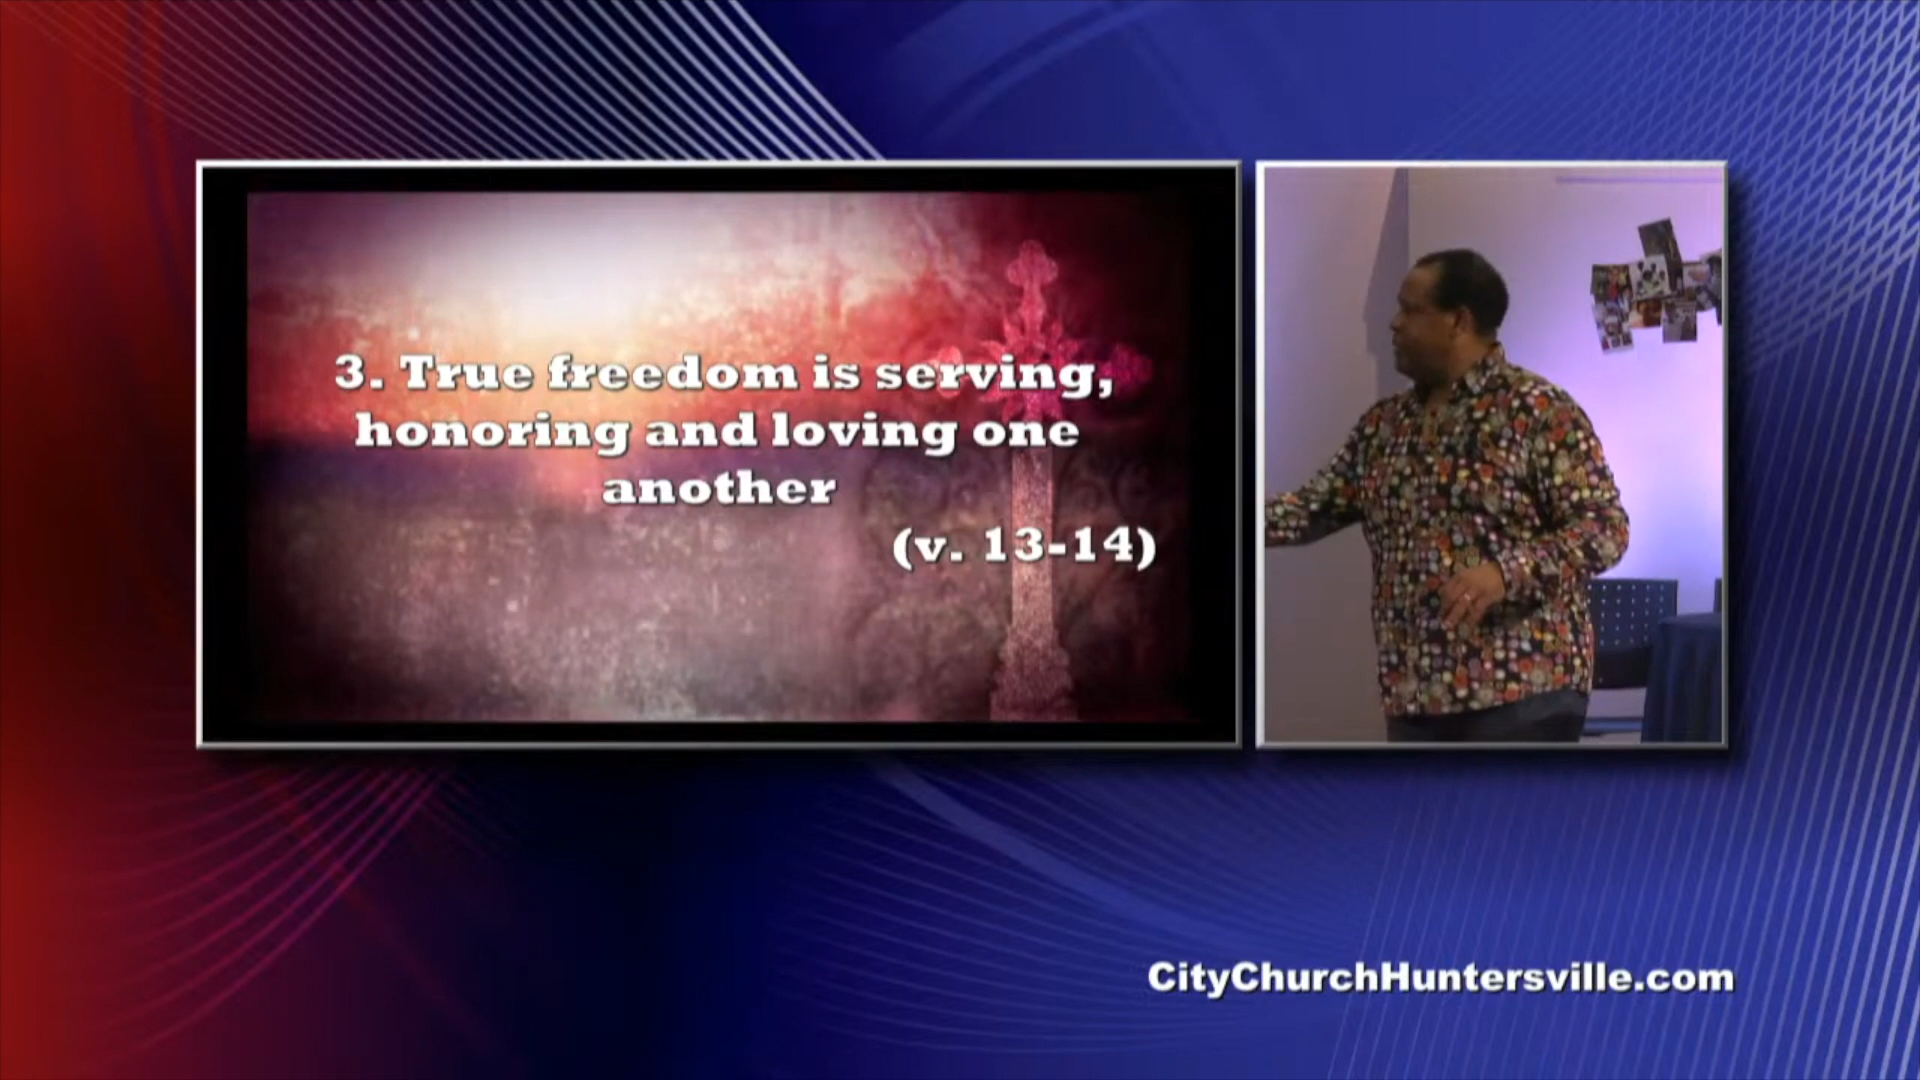 3. True freedom is serving,
honoring and loving one
another
(v. 13-14)
CityChurchHuntersville.com